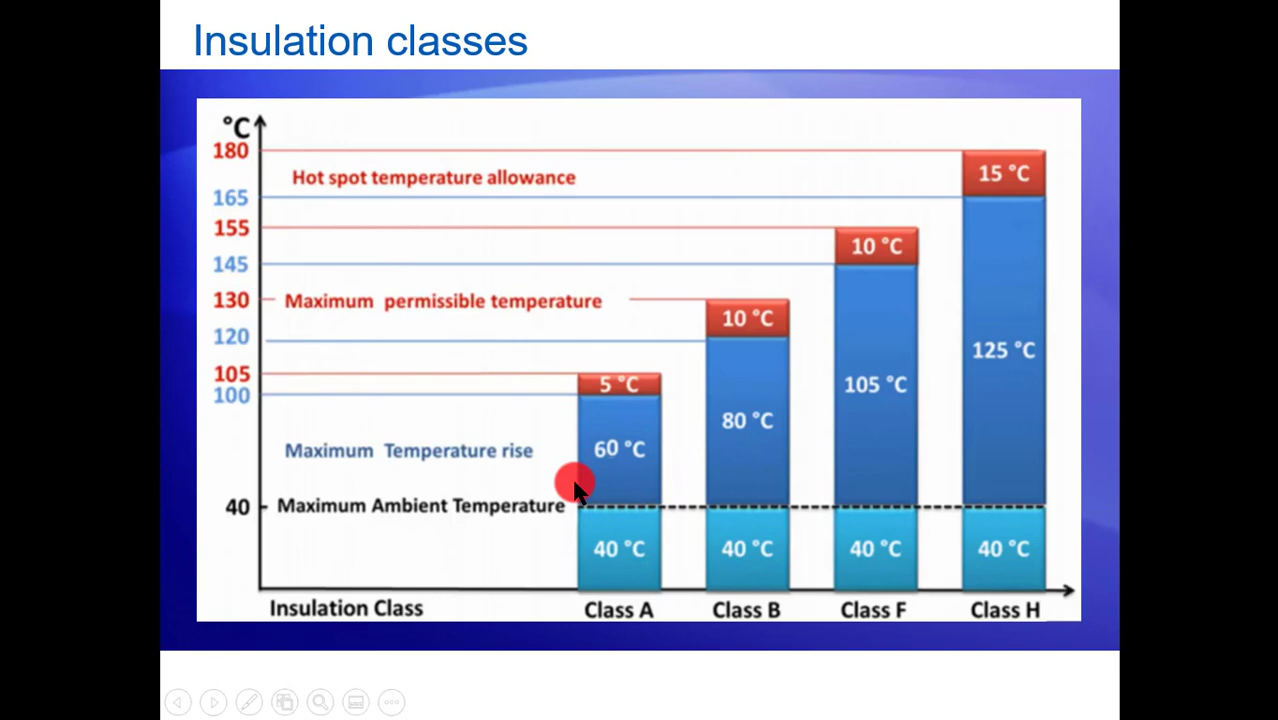 Insulation classes
°C
180
Hot spot temperature allowance
15 °C
165
155
10 °C
145
130
Maximum permissible temperature
10 °C
120
125 °C
105
5 °C
105 °C
100
80 °C
Maximum Temperature rise
60 °C
40
Maximum Ambient Temperature
40 °C
40 °C
40 °C
40 °C
Insulation Class
Class A
Class B
Class F
Class H